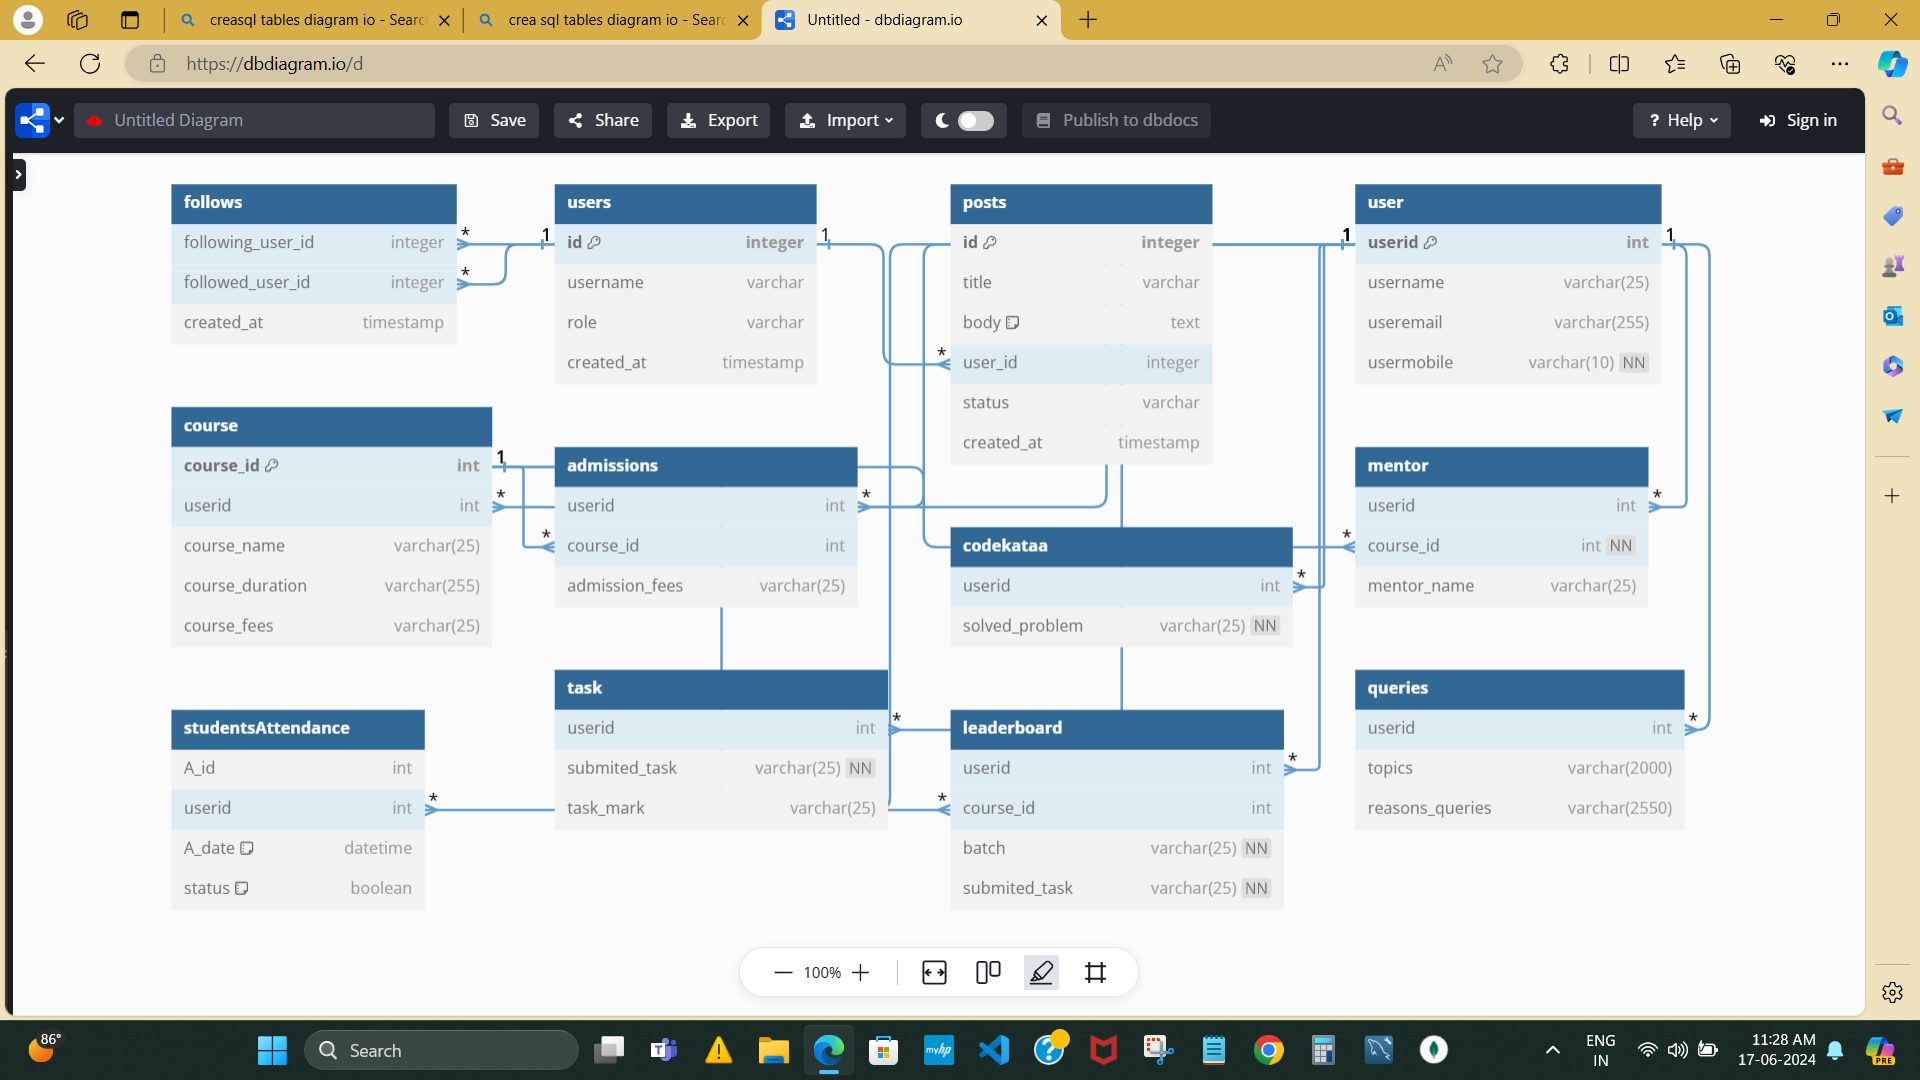 creasql tables diagram io - Searc
crea sql tables diagram io - Searc
Untitled - dbdiagram.io
https://dbdiagram.io/d
Untitled Diagram
Save
Share
Export
Import
Publish to dbdocs
? Help
Sign in
follows
following_user_id integer
followed_user_id integer
created_at timestamp
* * 1
users
id integer
username varchar
role varchar
created_at timestamp
1 *
posts
id integer
title varchar
body text
user_id integer
status varchar
created_at timestamp
1
user
userid int
username varchar(25)
useremail varchar(255)
usermobile varchar(10) NN
1
course
course_id int
userid int
course_name varchar(25)
course_duration varchar(255)
course_fees varchar(25)
1 * *
admissions
userid int
course_id int
admission_fees varchar(25)
*
codekataa
userid int
solved_problem varchar(25) NN
* *
mentor
userid int
course_id int NN
mentor_name varchar(25)
*
studentsAttendance
A_id int
userid int
A_date datetime
status boolean
*
task
userid int
submited_task varchar(25) NN
task_mark varchar(25)
* *
leaderboard
userid int
course_id int
batch varchar(25) NN
submited_task varchar(25) NN
*
queries
userid int
topics varchar(2000)
reasons_queries varchar(2550)
*
100%
86°
Search
myhp
ENG
IN
11:28 AM
17-06-2024
PRE